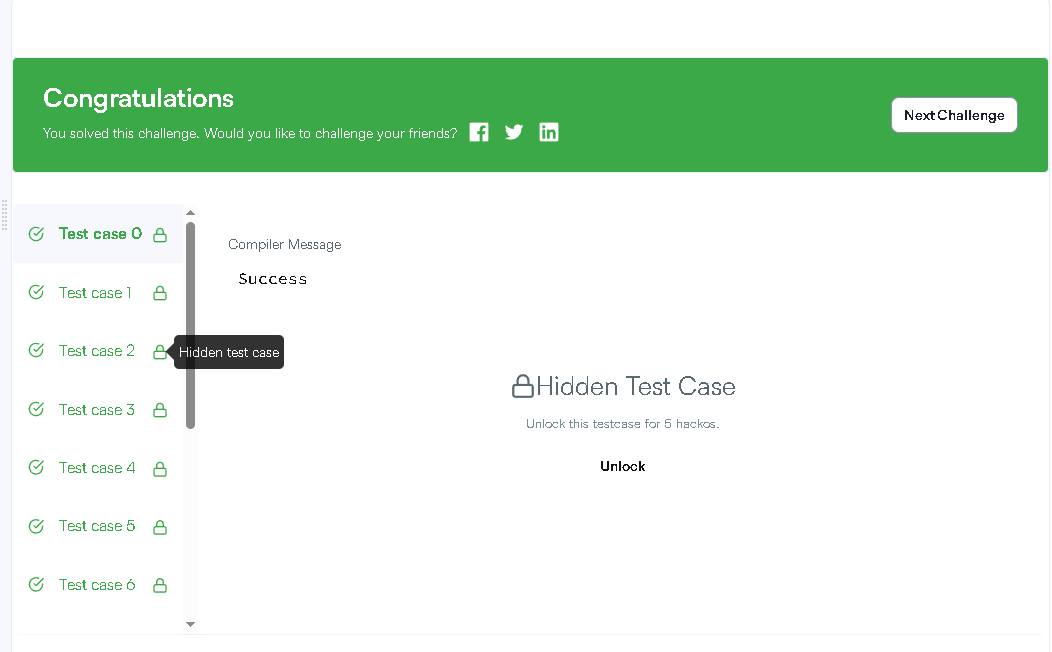 Congratulations
You solved this challenge. Would you like to challenge your friends?
Next Challenge
Test case 0
Test case 1
Test case 2
Test case 3
Test case 4
Test case 5
Test case 6
Hidden test case
Compiler Message
Success
Hidden Test Case
Unlock this testcase for 5 hackos.
Unlock